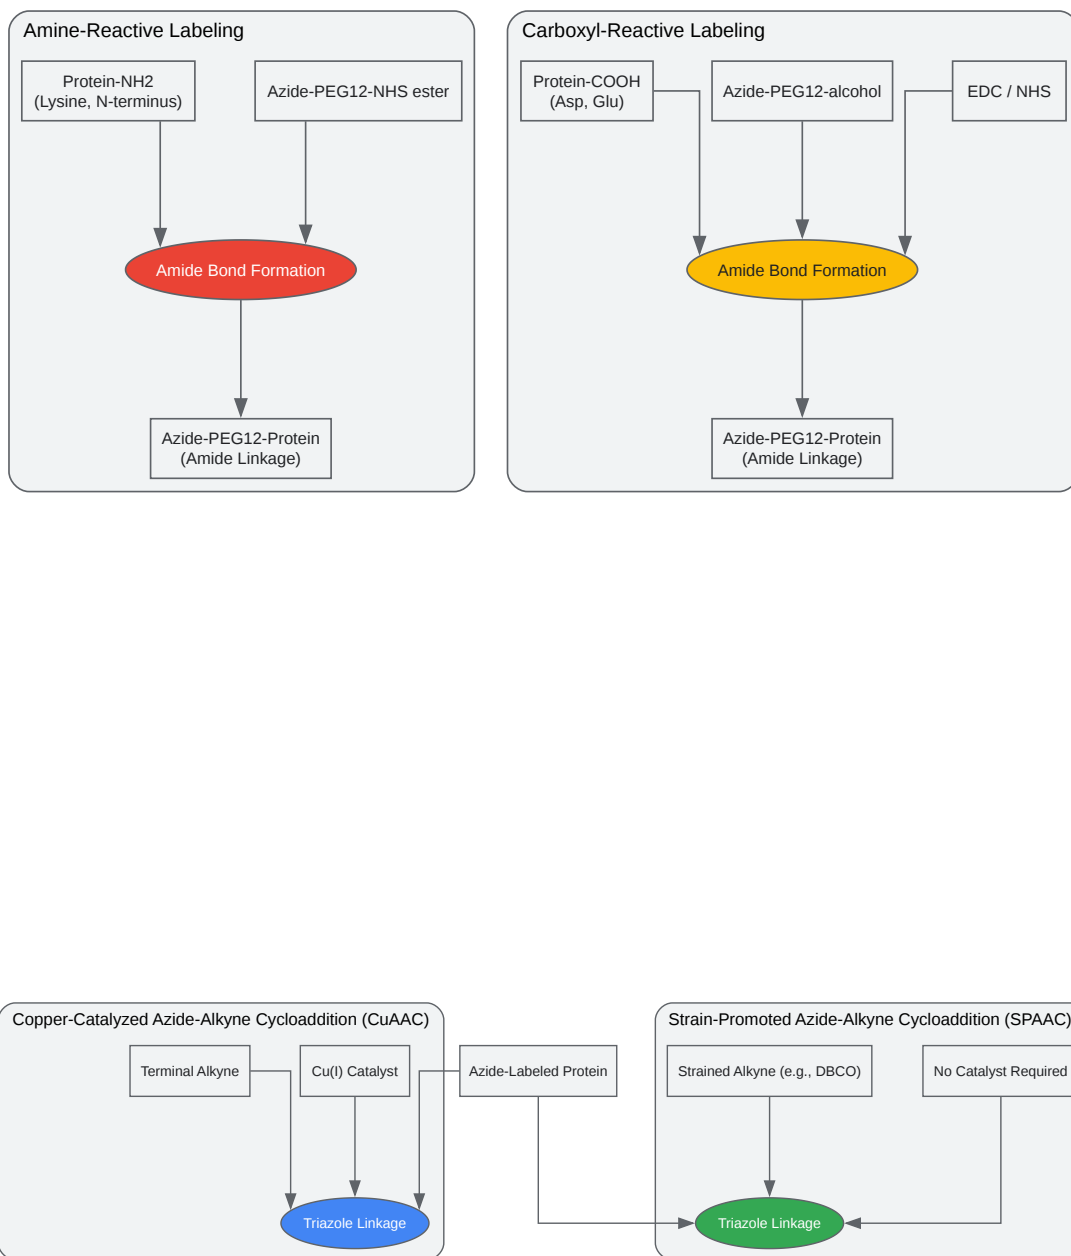 Amine-Reactive Labeling
Protein-NH2
(Lysine, N-terminus)
Azide-PEG12-NHS ester
Amide Bond Formation
Azide-PEG12-Protein
(Amide Linkage)
Carboxyl-Reactive Labeling
Protein-COOH
(Asp, Glu)
Azide-PEG12-alcohol
EDC / NHS
Amide Bond Formation
Azide-PEG12-Protein
(Amide Linkage)
Copper-Catalyzed Azide-Alkyne Cycloaddition (CuAAC)
Terminal Alkyne
Cu(I) Catalyst
Azide-Labeled Protein
Triazole Linkage
Strain-Promoted Azide-Alkyne Cycloaddition (SPAAC)
Strained Alkyne (e.g., DBCO)
No Catalyst Required
Triazole Linkage